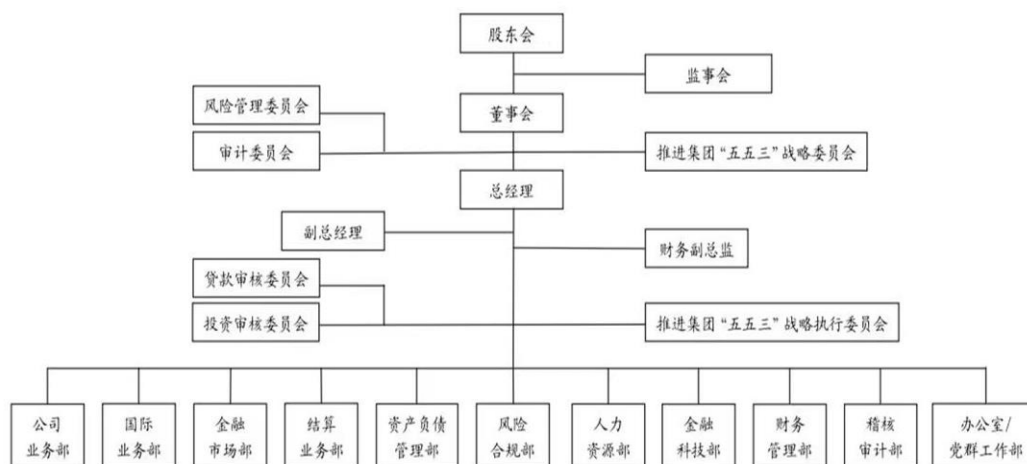 股东会
监事会
风险管理委员会
董事会
审计委员会
推进集团“五五三”战略委员会
总经理
副总经理
财务副总监
贷款审核委员会
投资审核委员会
推进集团“五五三”战略执行委员会
公司
业务部
国际
业务部
金融
市场部
结算
业务部
资产负债
管理部
风险
合规部
人力
资源部
金融
科技部
财务
管理部
稽核
审计部
办公室/
党群工作部